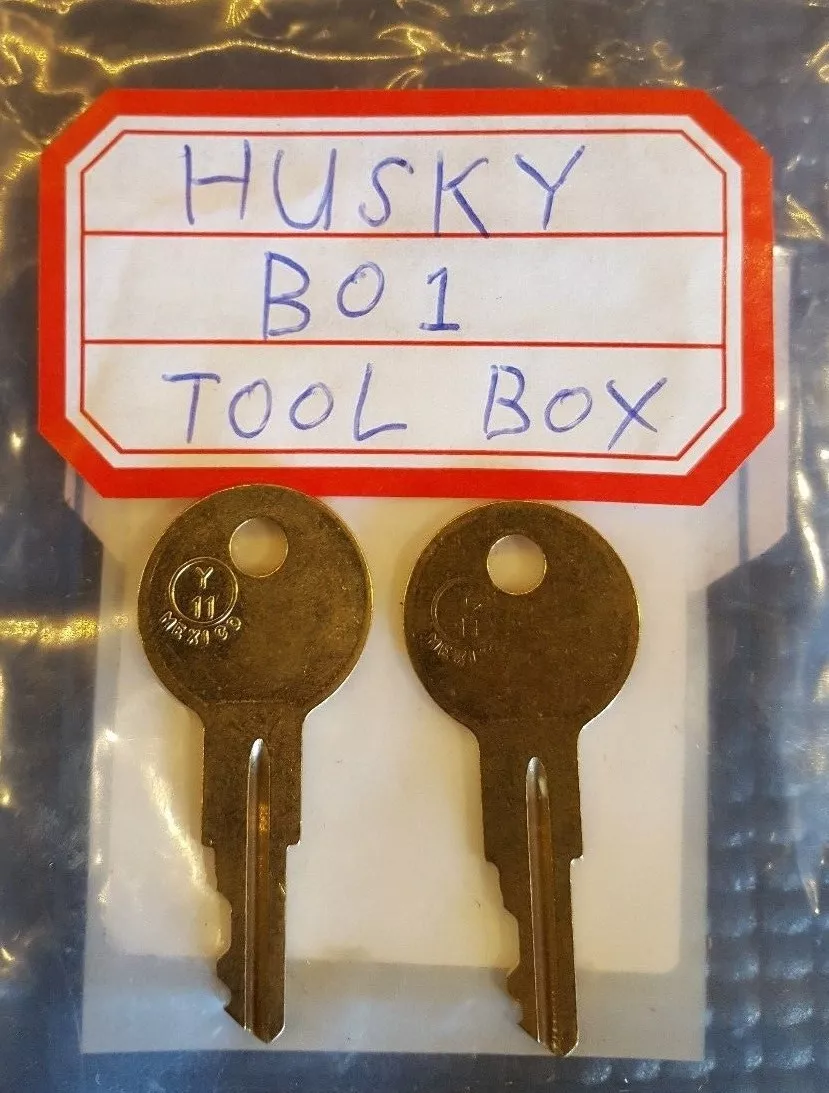 HUSKY
B01
TOOL BOX
Y
11
MEXICO